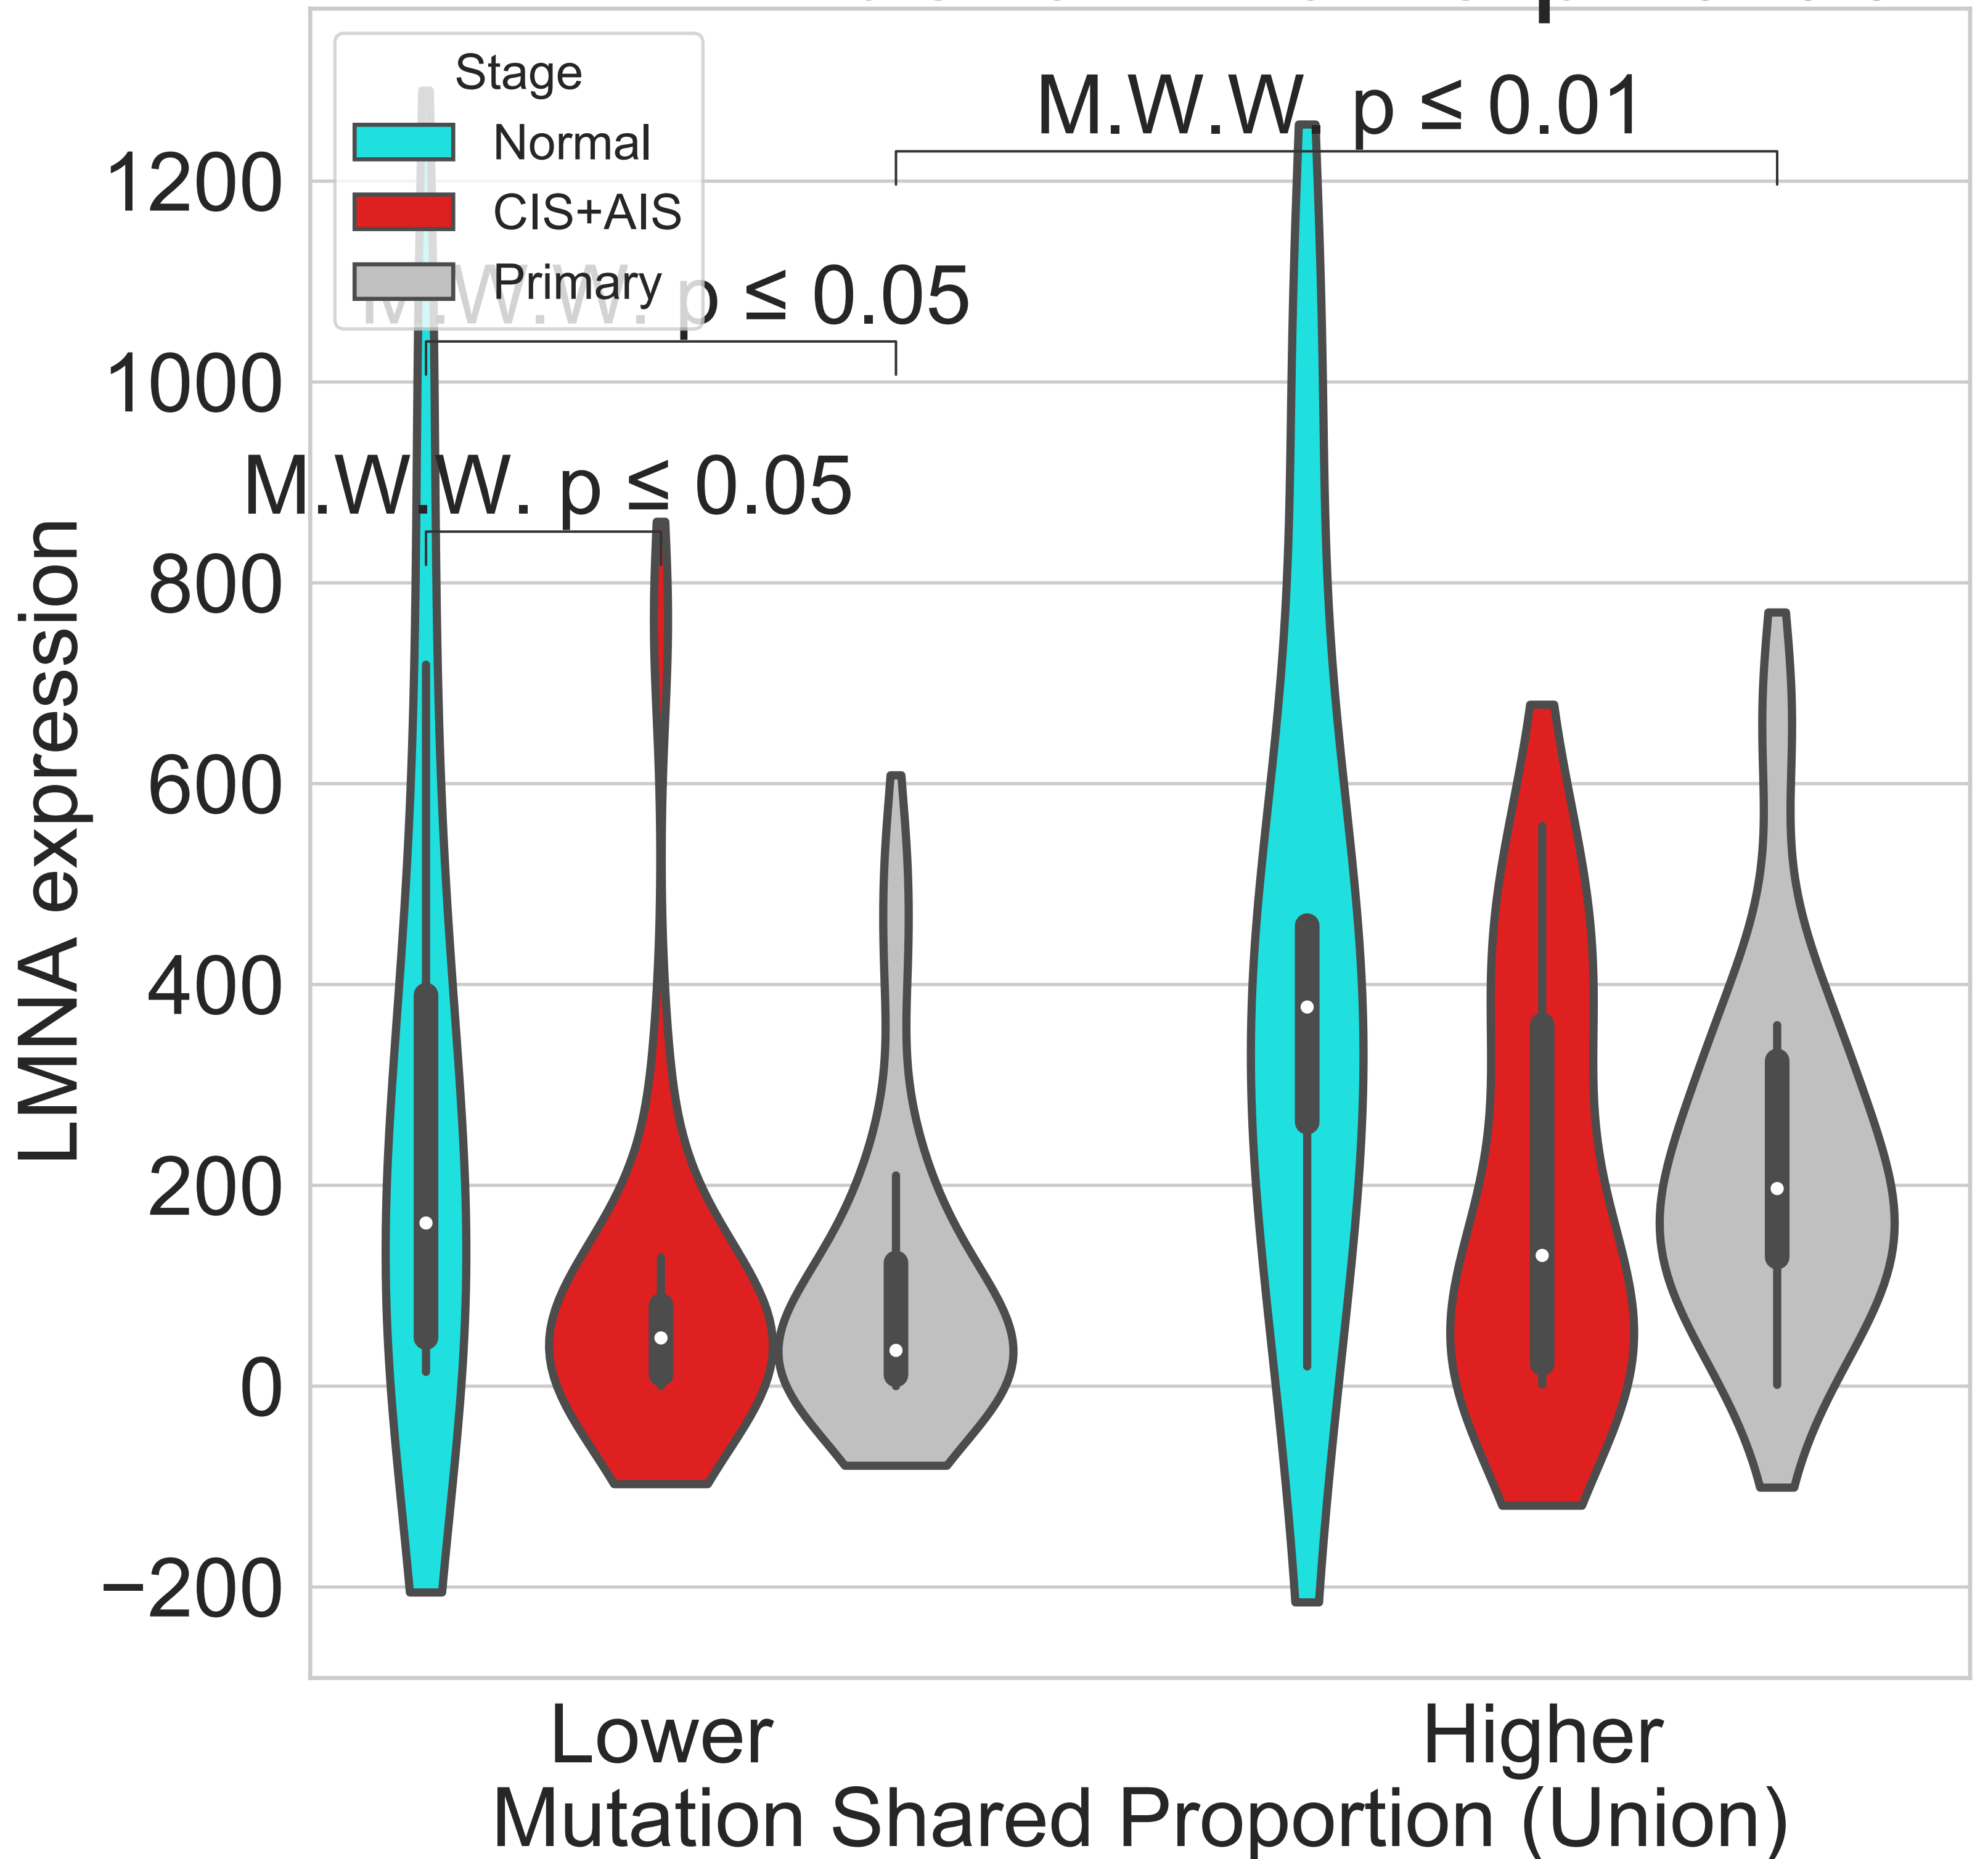 Stage
Normal
CIS+AIS
Primary
M.W.W. p ≤ 0.01
M.W.W. p ≤ 0.05
M.W.W. p ≤ 0.05
LMNA expression
1200
1000
800
600
400
200
0
−200
Lower
Higher
Mutation Shared Proportion (Union)